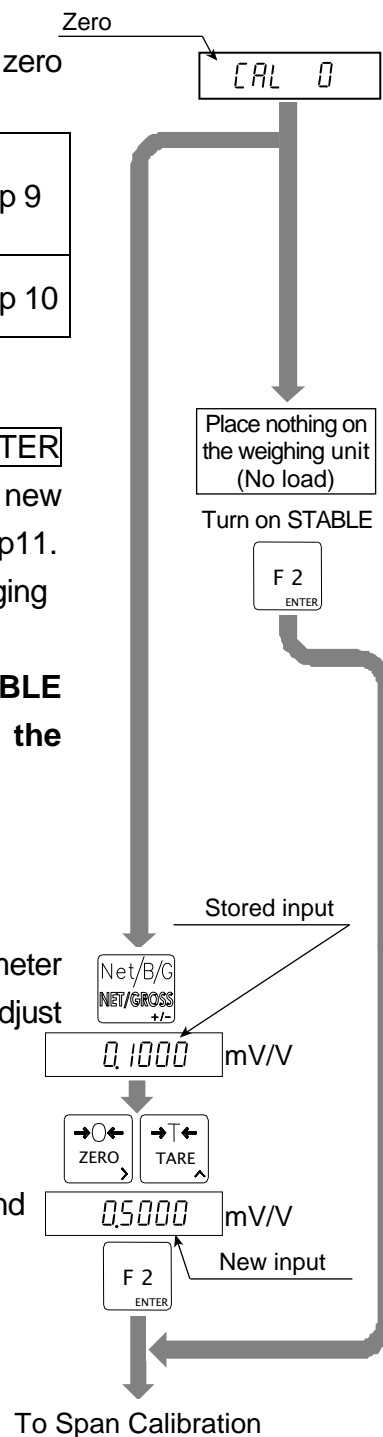 Zero
zero
CAL 0
p 9
p 10
Place nothing on
the weighing unit
(No load)
TER
new
Turn on STABLE
p11.
F 2
ging
ENTER
BLE
the
Stored input
meter
Net/B/G
NET/GROSS
djust
+/-
0.1000 mV/V
→O← →T←
ZERO TARE
> ^
nd
0.5000 mV/V
New input
F 2
ENTER
To Span Calibration